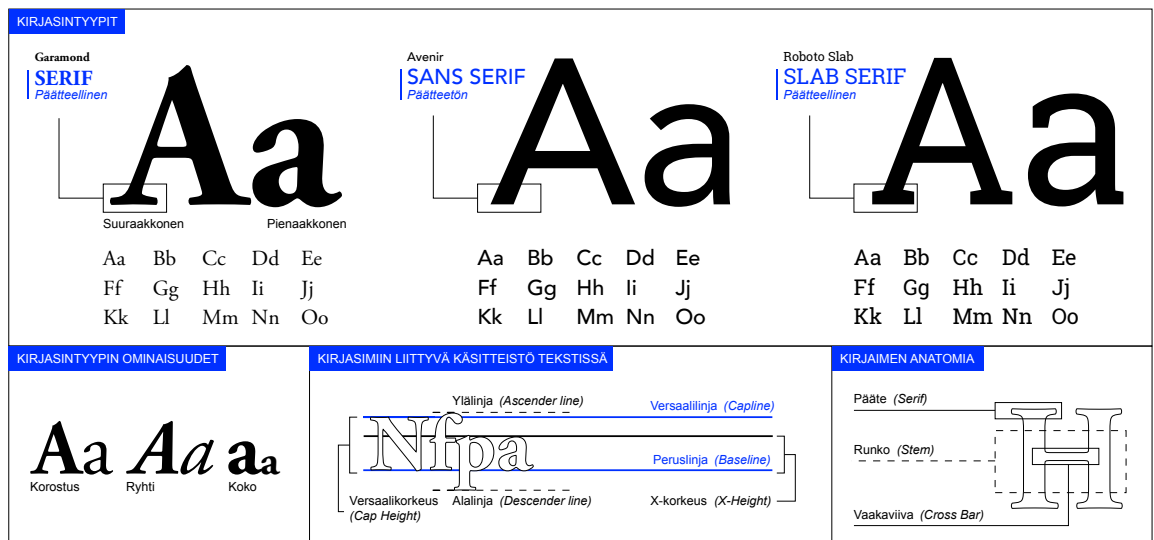 KIRJASINTYYPIT
Garamond
SERIF
Päätteellinen
Aa
Suuraakkonen Pienaakkonen
Aa Bb Cc Dd Ee
Ff Gg Hh Ii Jj
Kk Ll Mm Nn Oo
Avenir
SANS SERIF
Päätteetön
Aa
Aa Bb Cc Dd Ee
Ff Gg Hh Ii Jj
Kk Ll Mm Nn Oo
Roboto Slab
SLAB SERIF
Päätteellinen
Aa
Aa Bb Cc Dd Ee
Ff Gg Hh Ii Jj
Kk Ll Mm Nn Oo
KIRJASINTYYPIN OMINAISUUDET
Aa Aa aa
Korostus Ryhti Koko
KIRJASIMIIN LIITTYVÄ KÄSITTEISTÖ TEKSTISSÄ
Ylälinja (Ascender line) Versaalilinja (Capline)
Nfpa
Peruslinja (Baseline)
Versaalikorkeus Alalinja (Descender line) X-korkeus (X-Height)
(Cap Height)
KIRJAIMEN ANATOMIA
Pääte (Serif)
H
Runko (Stem)
Vaakaviiva (Cross Bar)